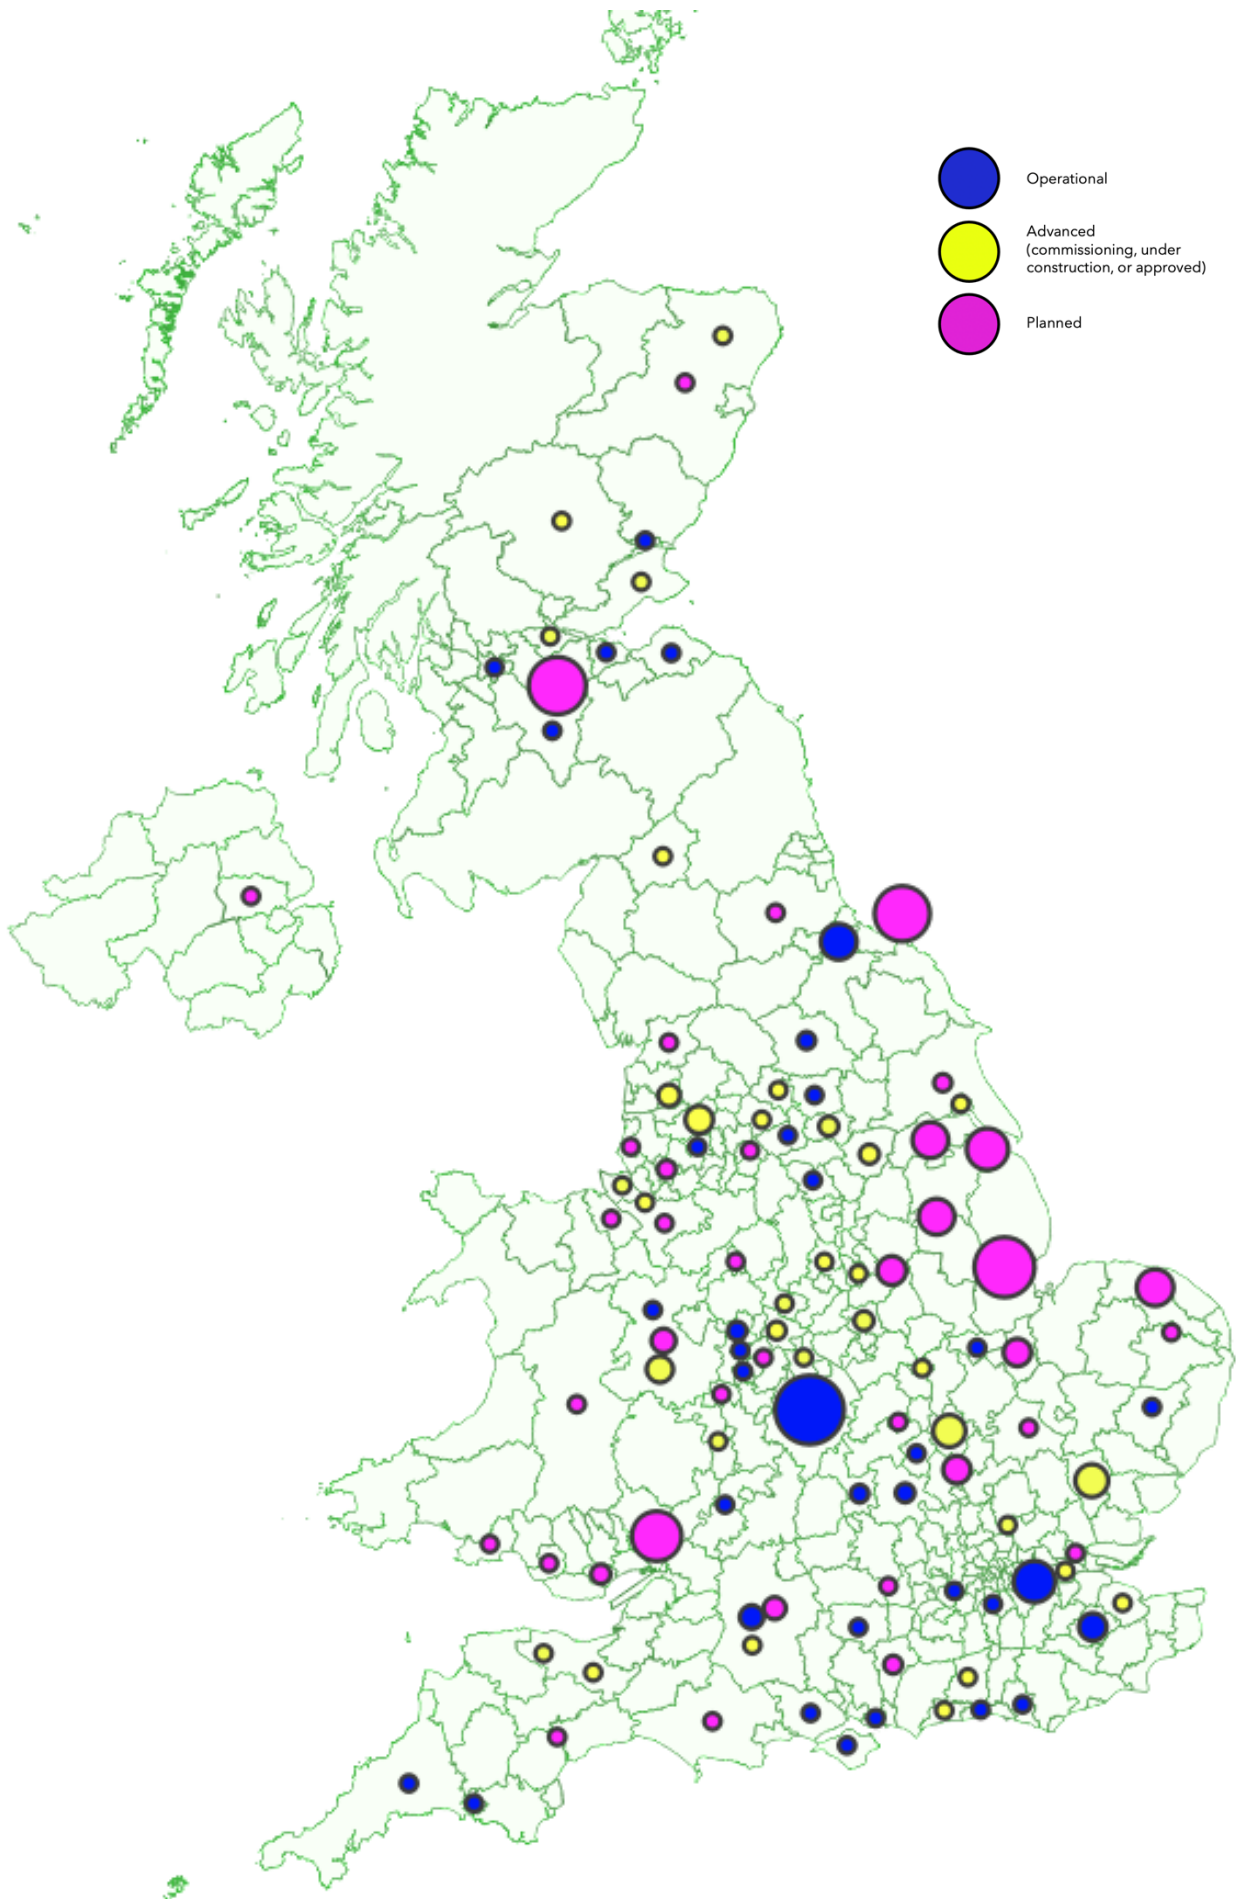 Operational
Advanced
(commissioning, under
construction, or approved)
Planned